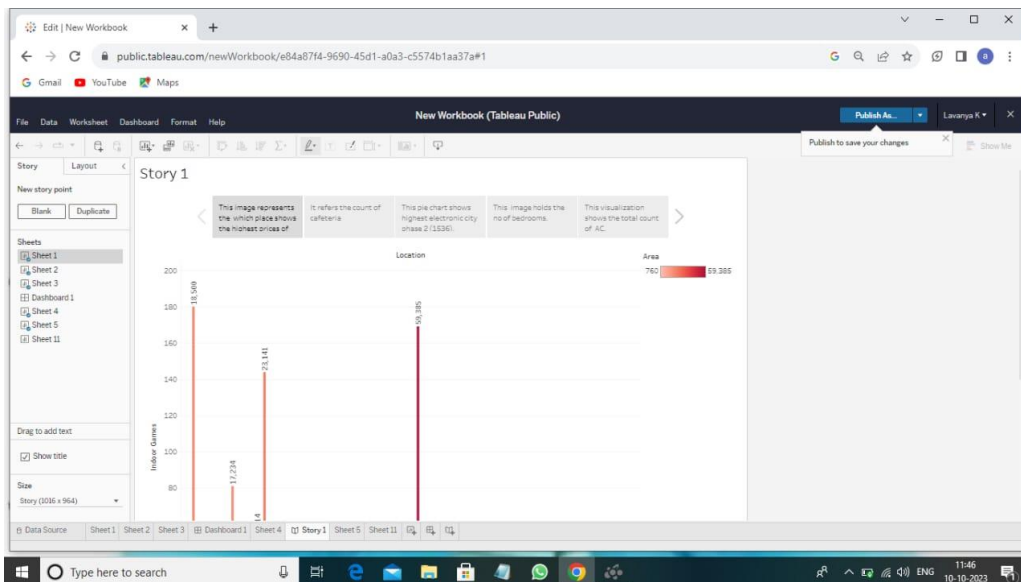 Edit | New Workbook
public.tableau.com/newWorkbook/e84a87f4-9690-45d1-a0a3-c5574b1aa37a#1
a
Gmail YouTube Maps
New Workbook (Tableau Public)
File Data Worksheet Dashboard Format Help
Publish As...
Lavanya K
Publish to save your changes
Show Me
Story Layout
New story point
Blank Duplicate
Sheets
Sheet 1
Sheet 2
Sheet 3
Dashboard 1
Sheet 4
Sheet 5
Sheet 11
Drag to add text
Show title
Size
Story (1016 x 964)
Story 1
This image represents
the which place shows
the highest prices of
It refers the count of
cafeteria
This pie chart shows
highest electronic city
phase 2 (1536).
This image holds the
no of bedrooms.
This visualization
shows the total count
of AC.
Location
Area
760 59,385
200
180
160
140
120
100
80
Indoor Games
18,500
17,234
23,141
59,385
Data Source Sheet 1 Sheet 2 Sheet 3 Dashboard 1 Sheet 4 Story 1 Sheet 5 Sheet 11
Type here to search
ENG
11:46
10-10-2023